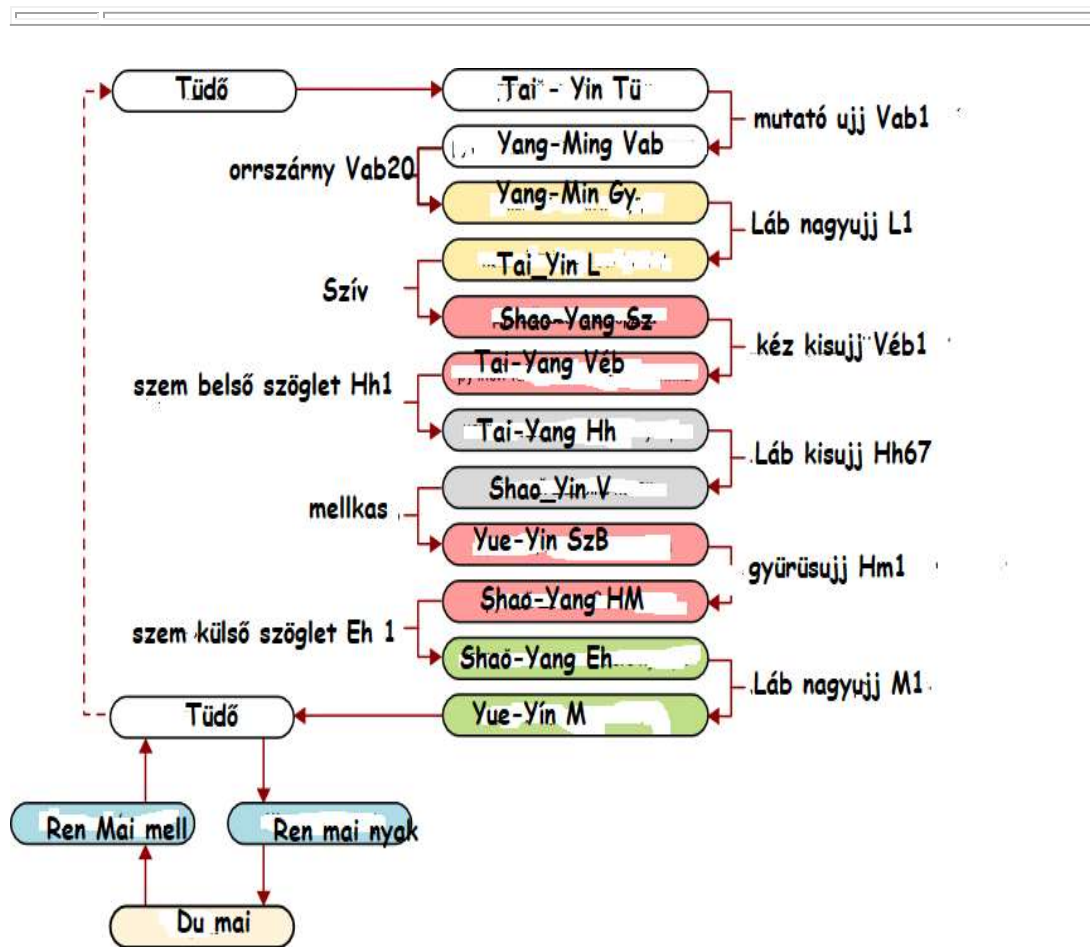 Tüdő
Tai - Yin Tü
mutató ujj Vab1
Yang-Ming Vab
orrszárny Vab20
Yang-Min Gy
Láb nagyujj L1
Tai_Yin L
Szív
Shao-Yang Sz
kéz kisujj Véb1
Tai-Yang Véb
szem belső szöglet Hh1
Tai-Yang Hh
Láb kisujj Hh67
Shao_Yin V
mellkas
Yue-Yin SzB
gyürüsujj Hm1
Shao-Yang HM
szem külső szöglet Eh 1
Shao-Yang Eh
Láb nagyujj M1
Tüdő
Yue-Yín M
Ren Mai mell
Ren mai nyak
Du mai